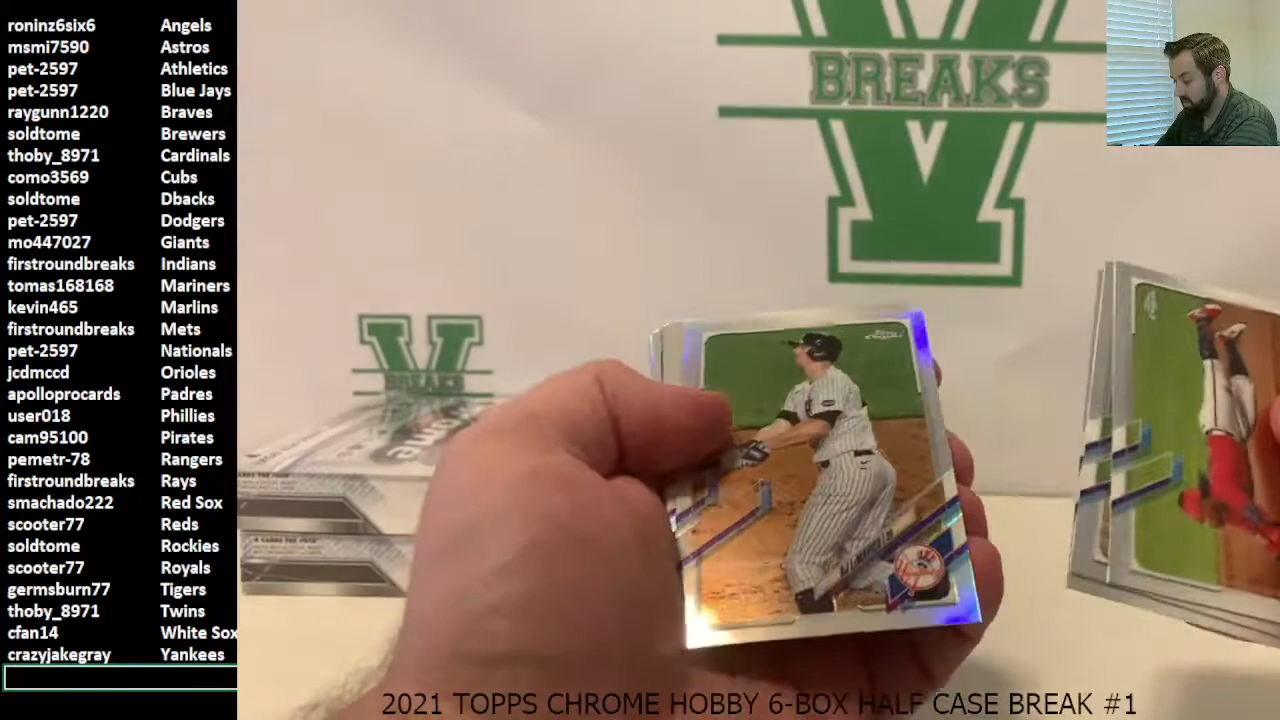 roninz6six6 Angels
msmi7590 Astros
pet-2597 Athletics
pet-2597 Blue Jays
raygunn1220 Braves
soldtome Brewers
thoby_8971 Cardinals
como3569 Cubs
soldtome Dbacks
pet-2597 Dodgers
mo447027 Giants
firstroundbreaks Indians
tomas168168 Mariners
kevin465 Marlins
firstroundbreaks Mets
pet-2597 Nationals
jcdmccd Orioles
apolloprocards Padres
user018 Phillies
cam95100 Pirates
pemetr-78 Rangers
firstroundbreaks Rays
smachado222 Red Sox
scooter77 Reds
soldtome Rockies
scooter77 Royals
germsburn77 Tigers
thoby_8971 Twins
cfan14 White Sox
crazyjakegray Yankees
V
BREAKS
V
BREAKS
2021 TOPPS CHROME HOBBY 6-BOX HALF CASE BREAK #1